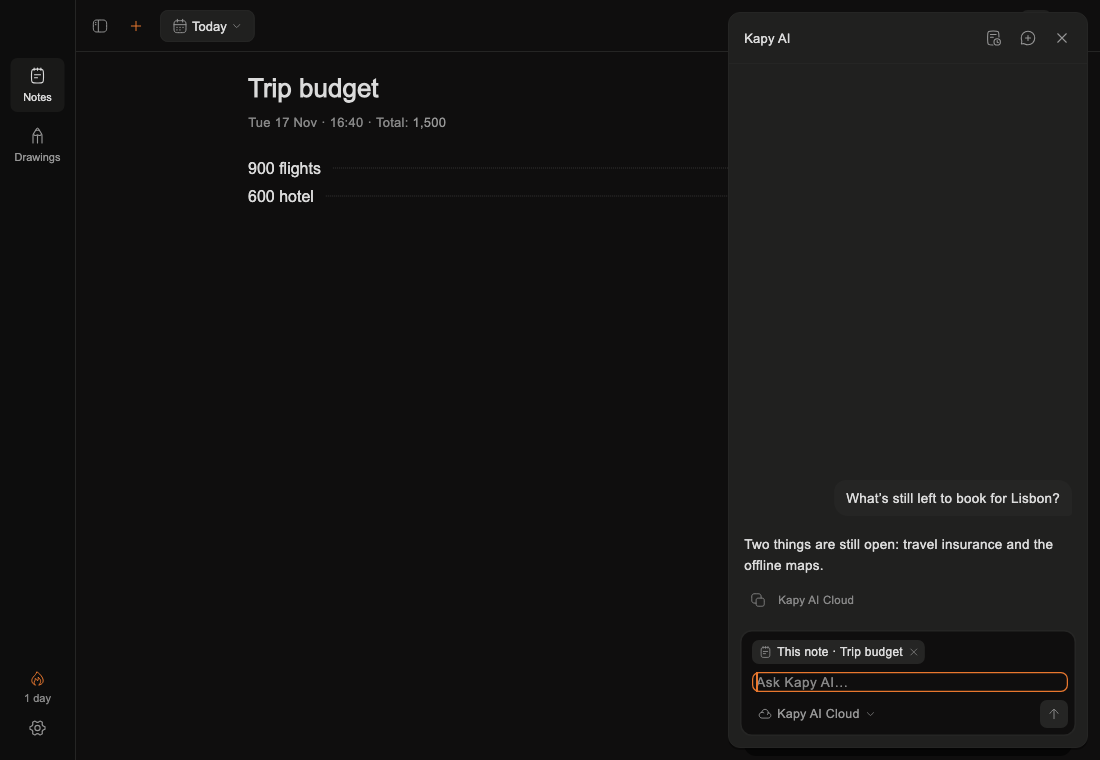 Today
Kapy AI
Notes
Drawings
Trip budget
Tue 17 Nov · 16:40 · Total: 1,500
900 flights
600 hotel
What's still left to book for Lisbon?
Two things are still open: travel insurance and the
offline maps.
Kapy AI Cloud
This note · Trip budget
Ask Kapy AI…
Kapy AI Cloud
1 day